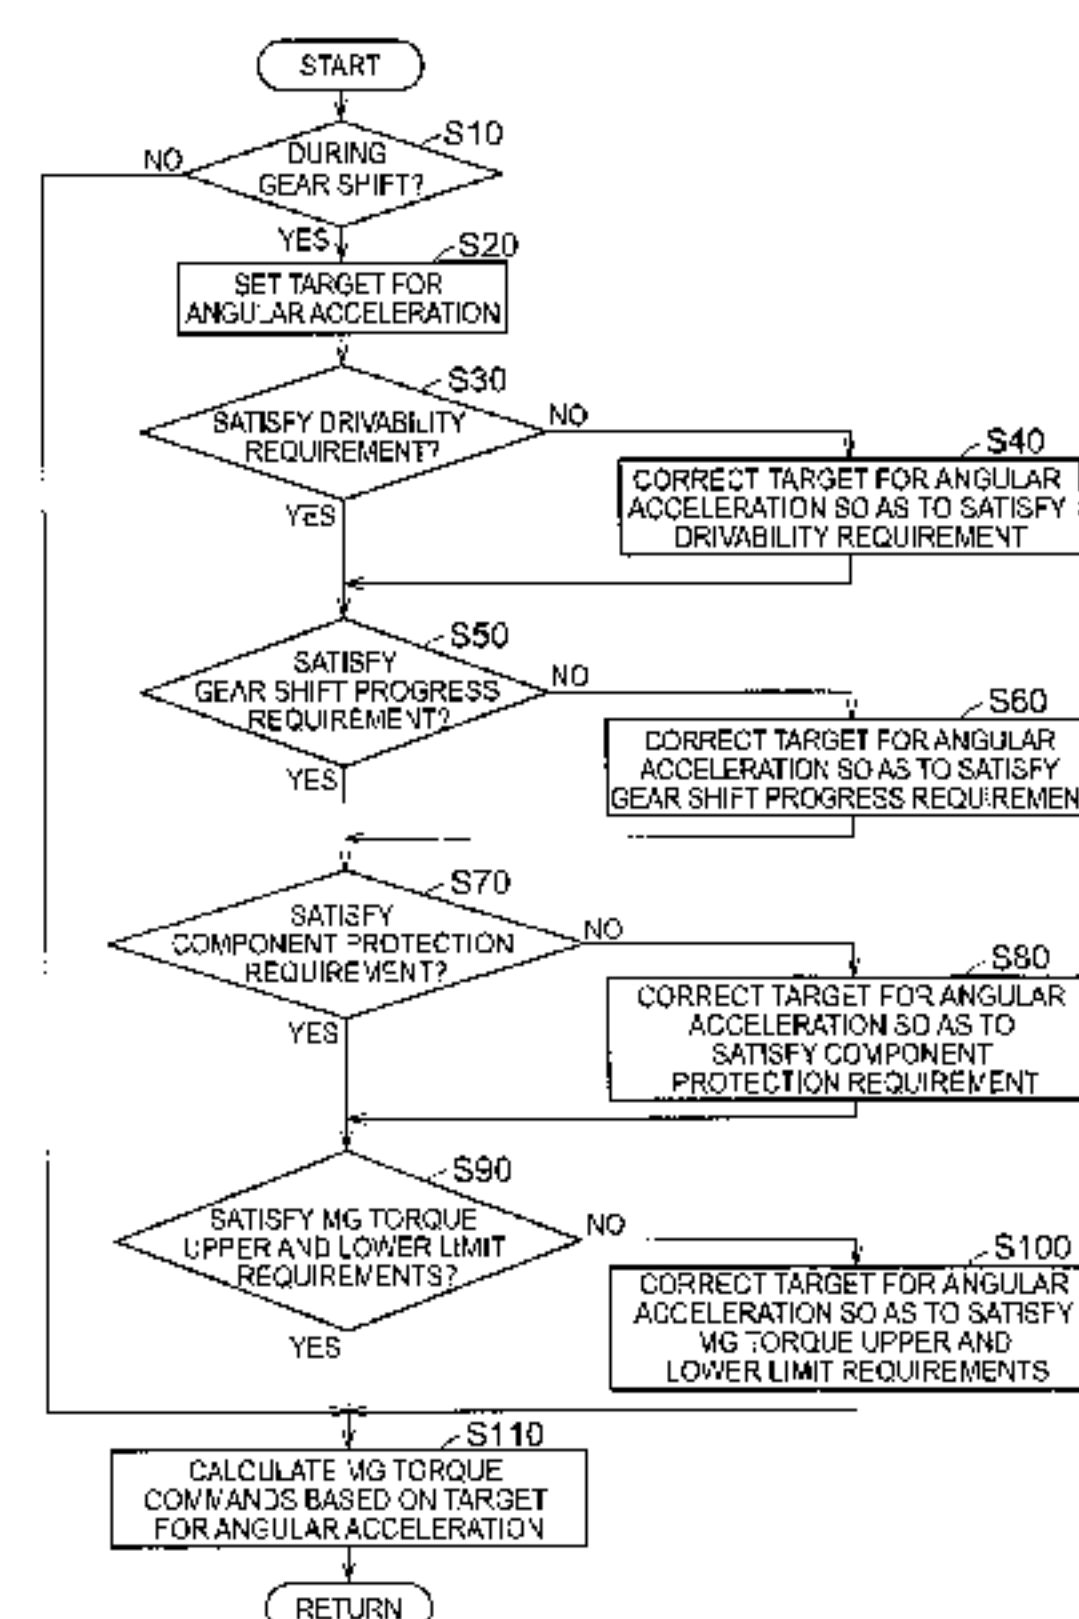 START
S10
NO
DURING
GEAR SHIFT?
YES
S20
SET TARGET FOR
ANGULAR ACCELERATION
S30
SATISFY DRIVABILITY
REQUIREMENT?
NO
YES
S40
CORRECT TARGET FOR ANGULAR
ACCELERATION SO AS TO SATISFY
DRIVABILITY REQUIREMENT
S50
SATISFY
GEAR SHIFT PROGRESS
REQUIREMENT?
NO
YES
S60
CORRECT TARGET FOR ANGULAR
ACCELERATION SO AS TO SATISFY
GEAR SHIFT PROGRESS REQUIREMEN
S70
SATISFY
COMPONENT PROTECTION
REQUIREMENT?
NO
YES
S80
CORRECT TARGET FOR ANGULAR
ACCELERATION SO AS TO
SATISFY COMPONENT
PROTECTION REQUIREMENT
S90
SATISFY MG TORQUE
UPPER AND LOWER LIMIT
REQUIREMENTS?
NO
YES
S100
CORRECT TARGET FOR ANGULAR
ACCELERATION SO AS TO SATISFY
MG TORQUE UPPER AND
LOWER LIMIT REQUIREMENTS
S110
CALCULATE MG TORQUE
COMMANDS BASED ON TARGET
FOR ANGULAR ACCELERATION
RETURN